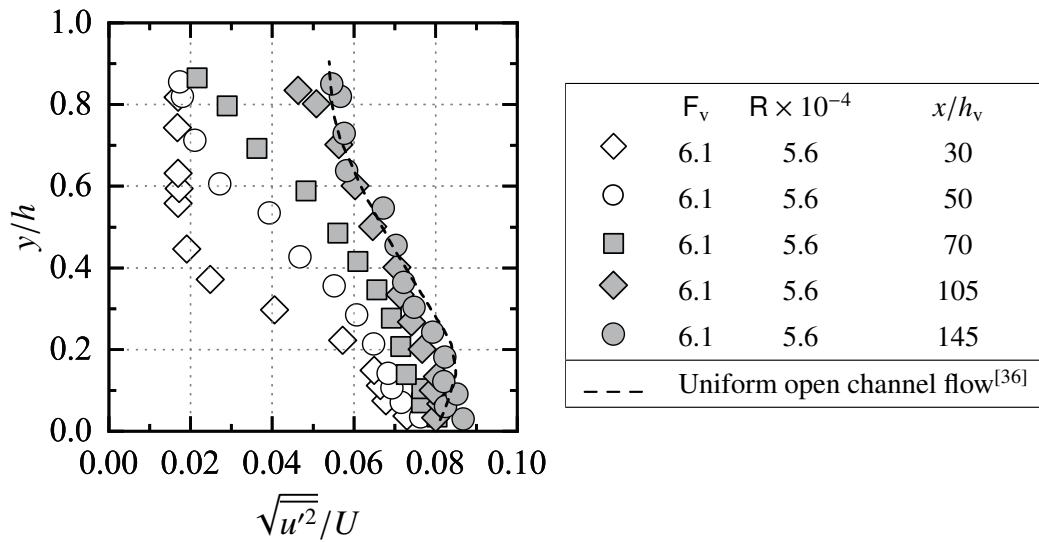 1.0
0.8
0.6
0.4
0.2
0.0
y/h
0.00 0.02 0.04 0.06 0.08 0.10
√u′²/U
Fv R × 10⁻⁴ x/hv
6.1 5.6 30
6.1 5.6 50
6.1 5.6 70
6.1 5.6 105
6.1 5.6 145
Uniform open channel flow[36]